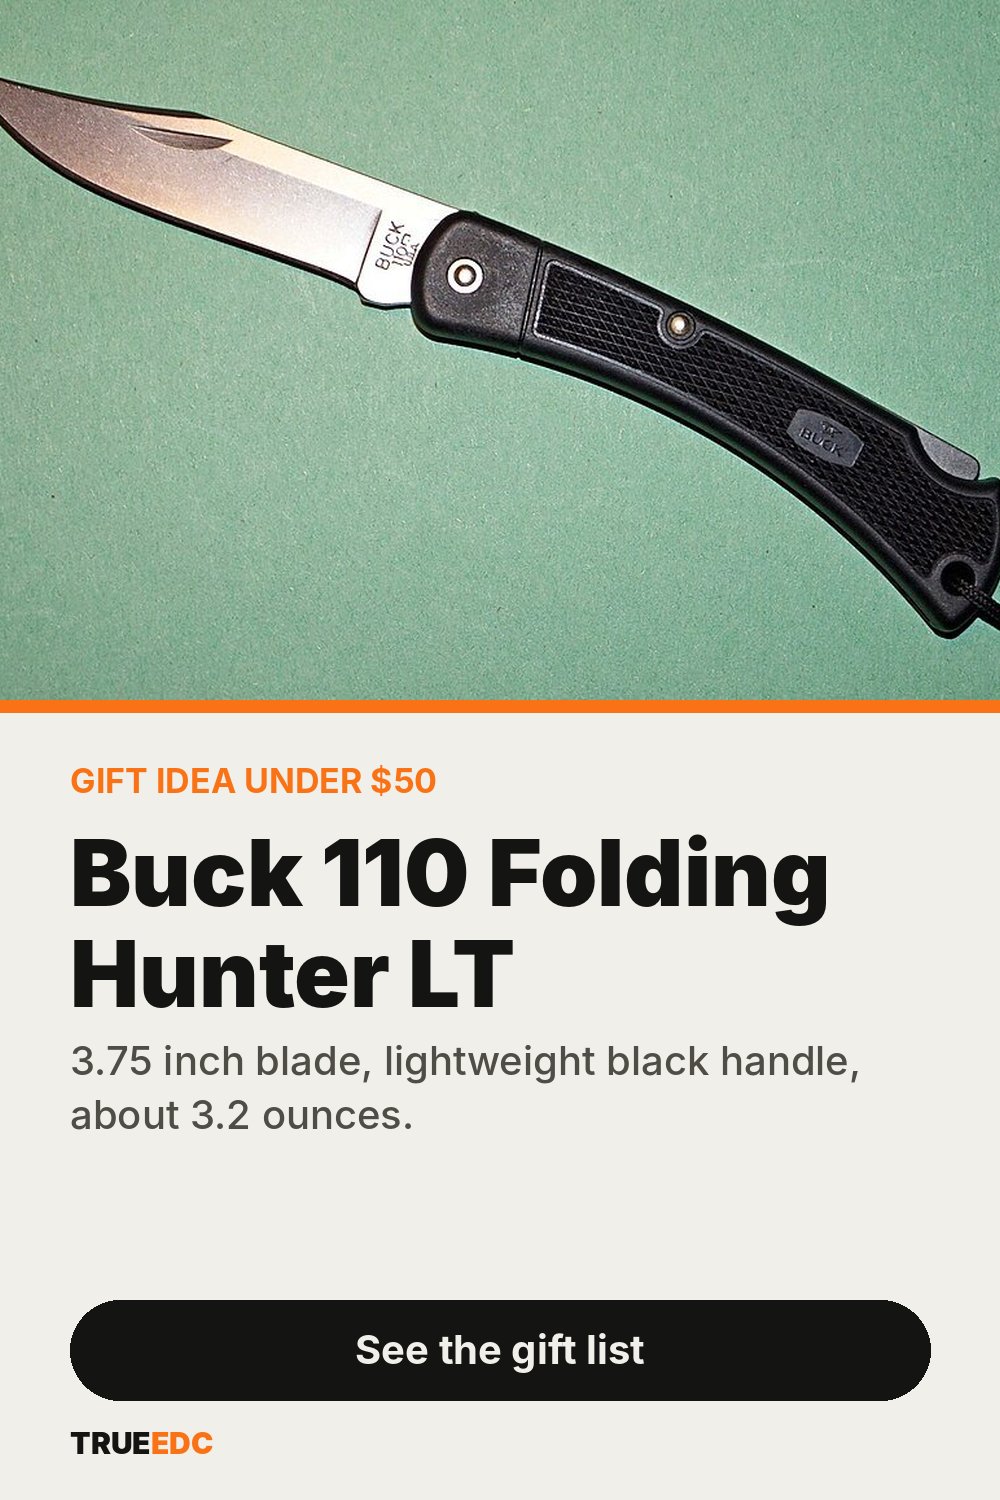 BUCK
110
USA
BUCK
GIFT IDEA UNDER $50
Buck 110 Folding
Hunter LT
3.75 inch blade, lightweight black handle,
about 3.2 ounces.
See the gift list
TRUEEDC